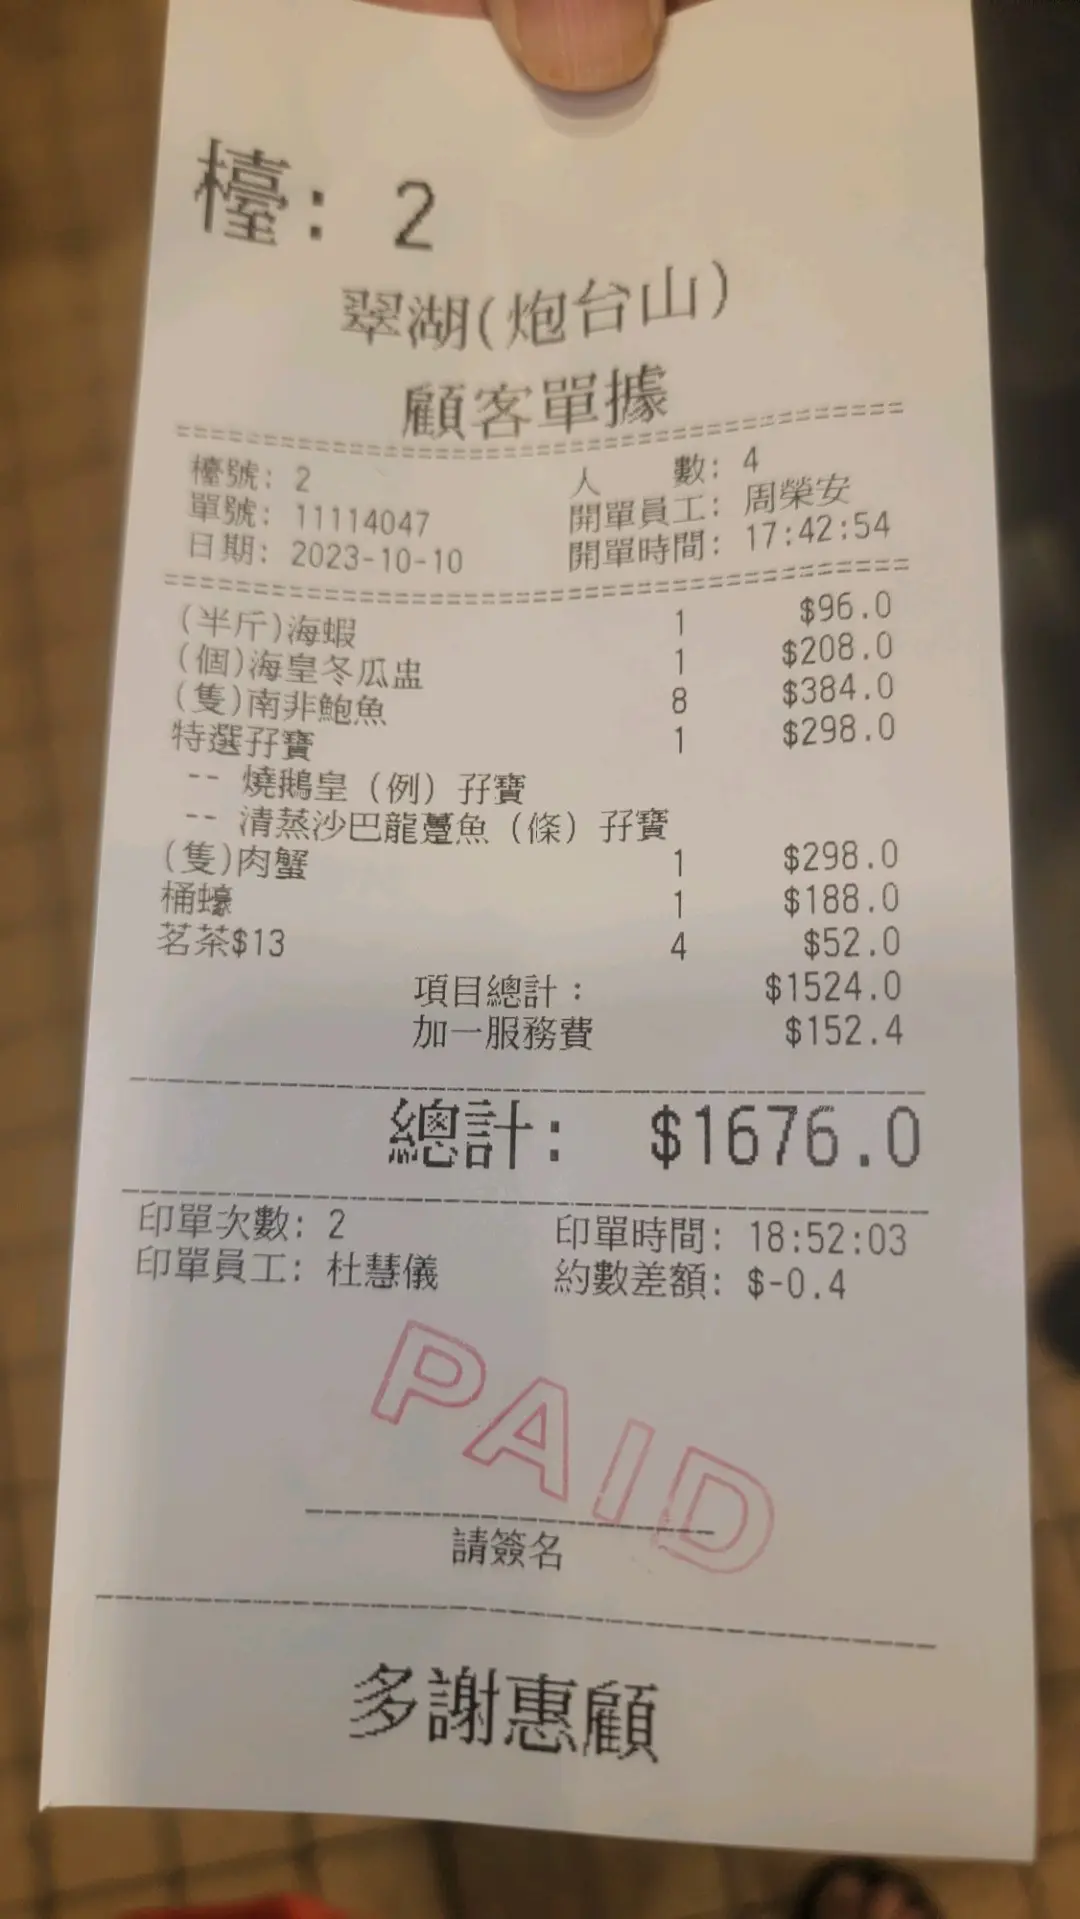 檯: 2
翠湖(炮台山)
顧客單據
檯號: 2 人 數: 4
單號: 11114047 開單員工: 周榮安
日期: 2023-10-10 開單時間: 17:42:54
(半斤)海蝦 1 $96.0
(個)海皇冬瓜盅 1 $208.0
(隻)南非鮑魚 8 $384.0
特選孖寶 1 $298.0
-- 燒鵝皇 (例) 孖寶
-- 清蒸沙巴龍躉魚 (條) 孖寶
(隻)肉蟹 1 $298.0
桶蠔 1 $188.0
茗茶$13 4 $52.0
項目總計: $1524.0
加一服務費 $152.4
總計: $1676.0
印單次數: 2 印單時間: 18:52:03
印單員工: 杜慧儀 約數差額: $-0.4
PAID
請簽名
多謝惠顧